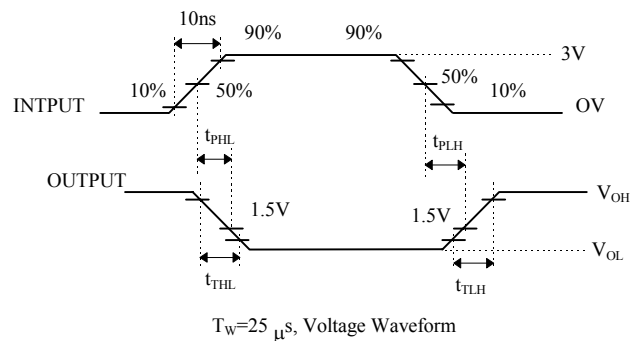 10ns
90% 90%
3V
10% 50% 50% 10%
INTPUT OV
tPHL tPLH
OUTPUT
VOH
1.5V 1.5V
VOL
tTHL tTLH
TW=25 μs, Voltage Waveform